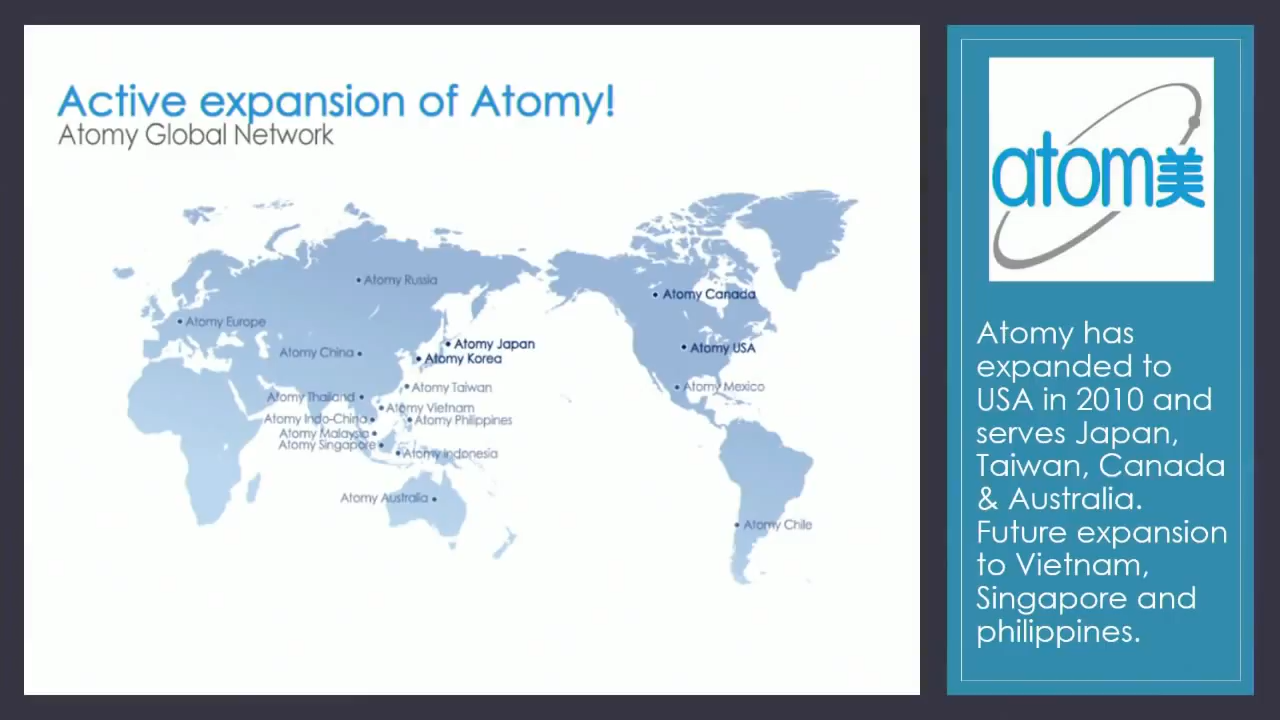 Active expansion of Atomy!
Atomy Global Network
Atomy Russia
Atomy Canada
Atomy Europe
Atomy Japan
Atomy USA
Atomy China
Atomy Korea
Atomy Taiwan
Atomy Mexico
Atomy Thailand
Atomy Vietnam
Atomy Indo-China
Atomy Philippines
Atomy Malaysia
Atomy Singapore
Atomy Indonesia
Atomy Australia
Atomy Chile
atom美
Atomy has
expanded to
USA in 2010 and
serves Japan,
Taiwan, Canada
& Australia.
Future expansion
to Vietnam,
Singapore and
philippines.